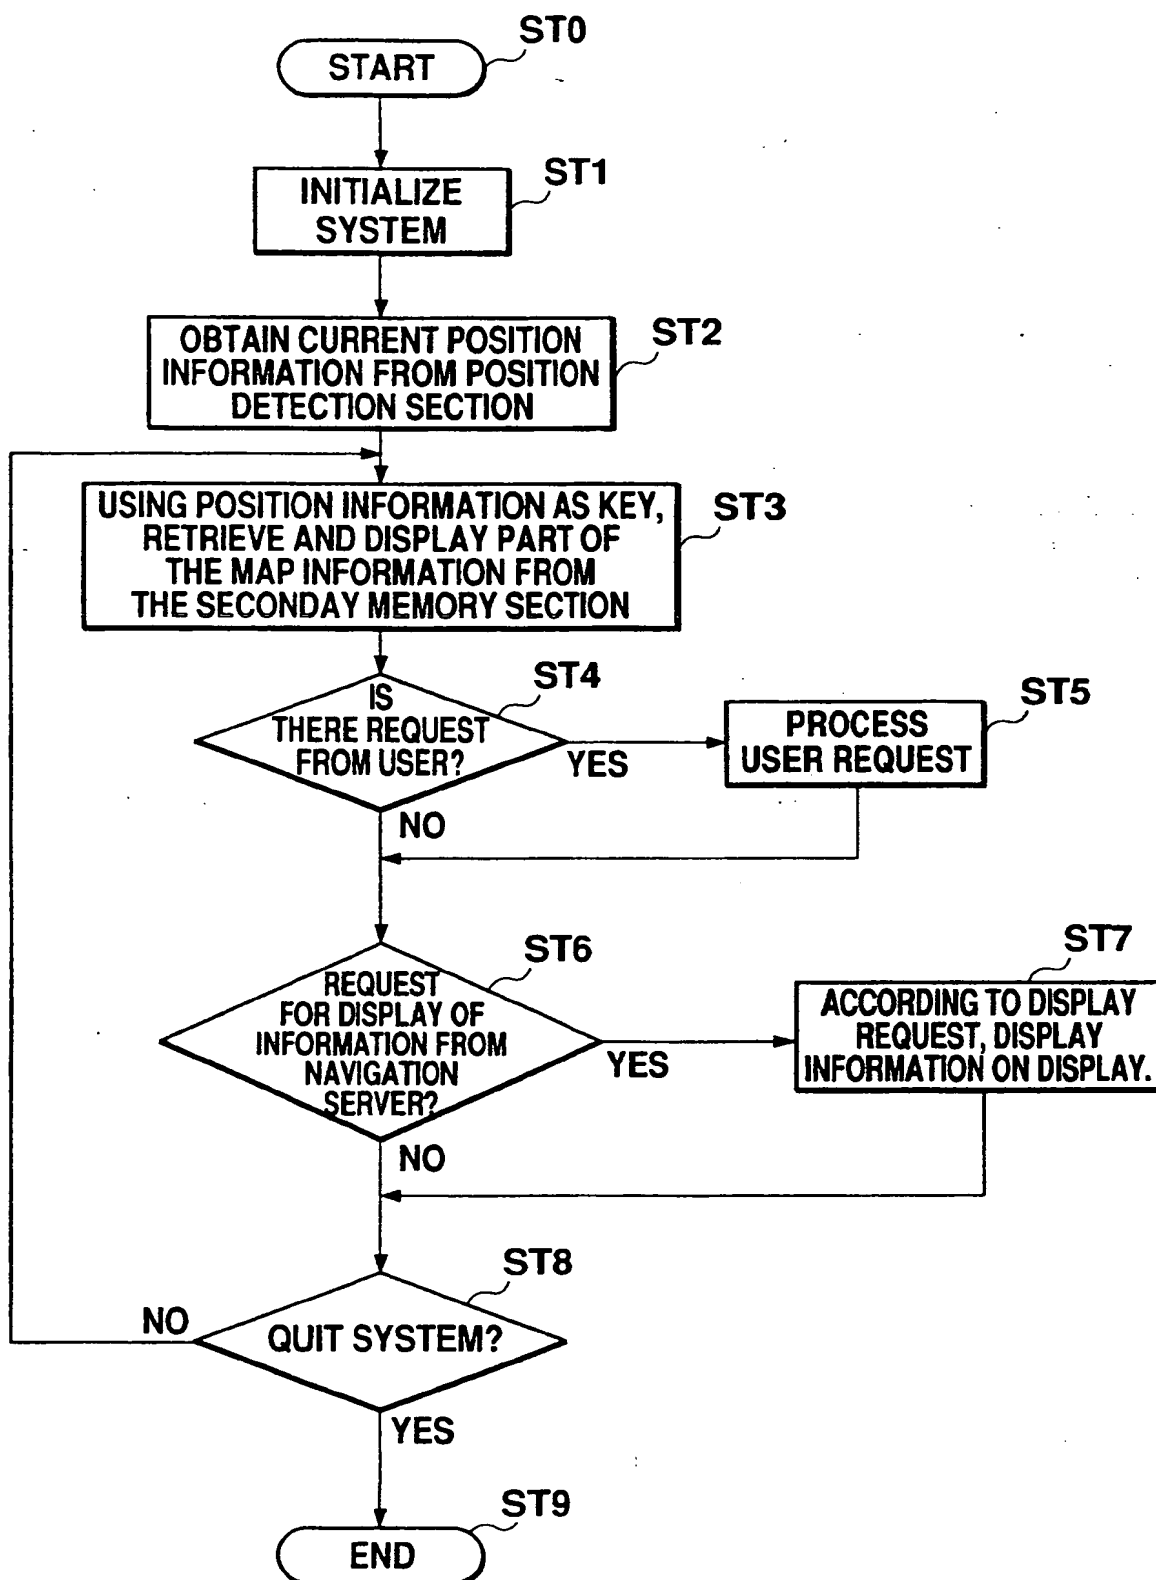 ST0
START
ST1
INITIALIZE
SYSTEM
ST2
OBTAIN CURRENT POSITION
INFORMATION FROM POSITION
DETECTION SECTION
ST3
USING POSITION INFORMATION AS KEY,
RETRIEVE AND DISPLAY PART OF
THE MAP INFORMATION FROM
THE SECONDAY MEMORY SECTION
ST4
IS
THERE REQUEST
FROM USER?
YES
NO
ST5
PROCESS
USER REQUEST
ST6
REQUEST
FOR DISPLAY OF
INFORMATION FROM
NAVIGATION
SERVER?
YES
NO
ST7
ACCORDING TO DISPLAY
REQUEST, DISPLAY
INFORMATION ON DISPLAY.
ST8
QUIT SYSTEM?
NO
YES
ST9
END